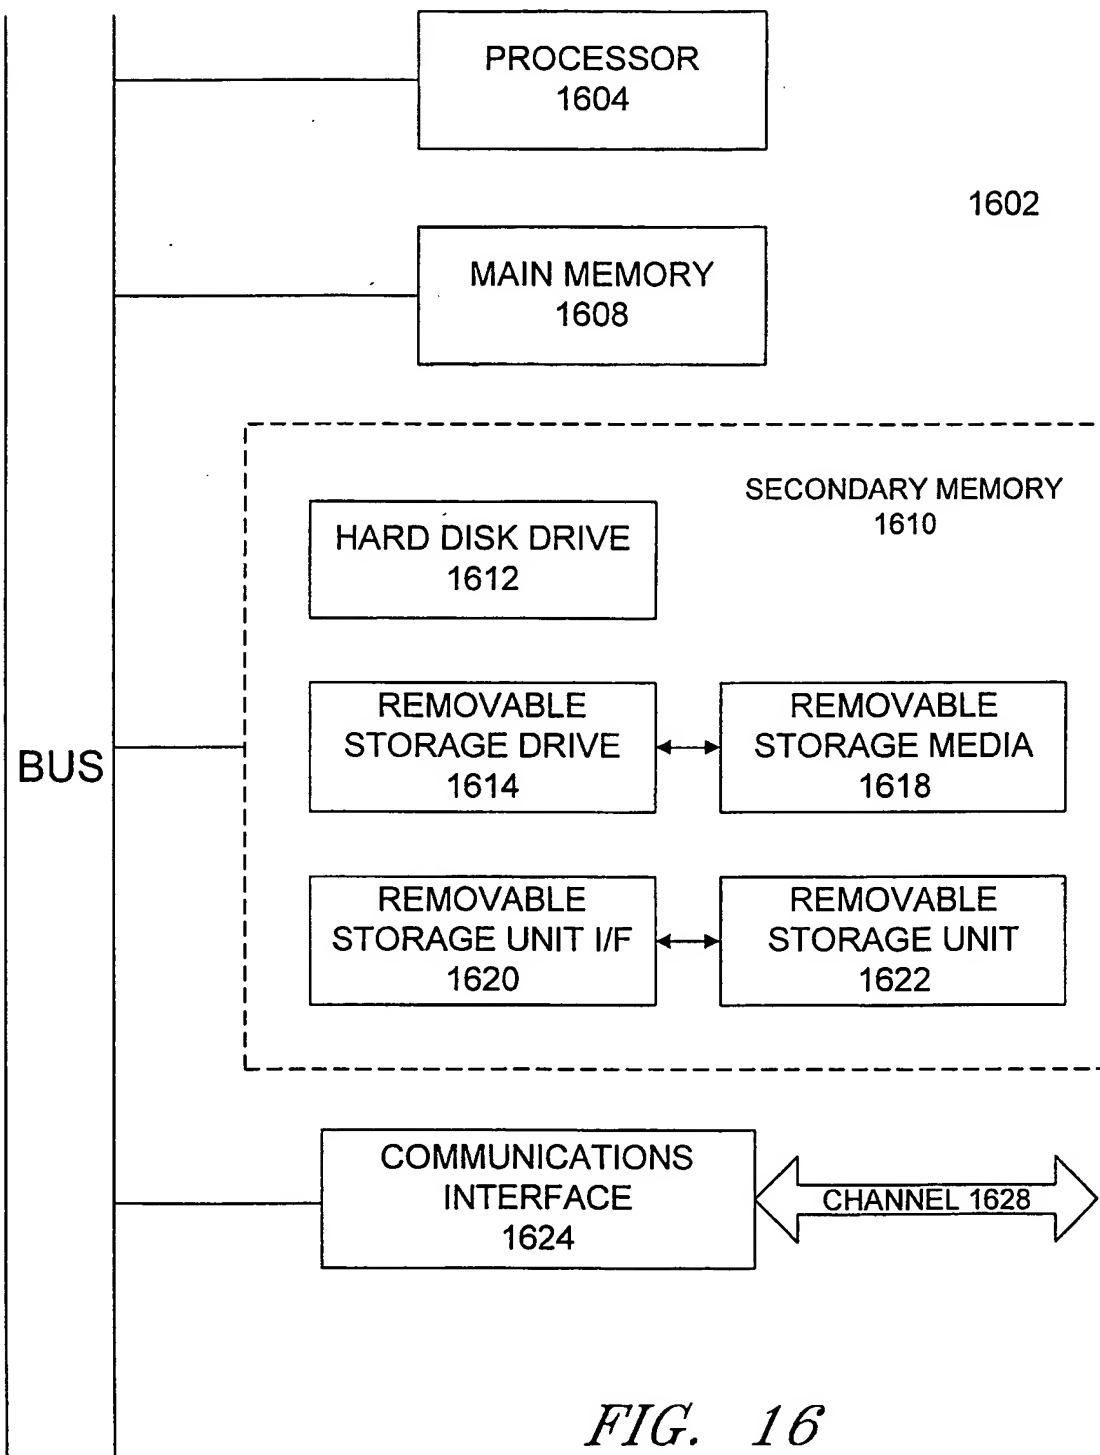 PROCESSOR
1604
1602
MAIN MEMORY
1608
SECONDARY MEMORY
1610
HARD DISK DRIVE
1612
REMOVABLE
STORAGE DRIVE
1614
REMOVABLE
STORAGE MEDIA
1618
BUS
REMOVABLE
STORAGE UNIT I/F
1620
REMOVABLE
STORAGE UNIT
1622
COMMUNICATIONS
INTERFACE
1624
CHANNEL 1628
FIG. 16